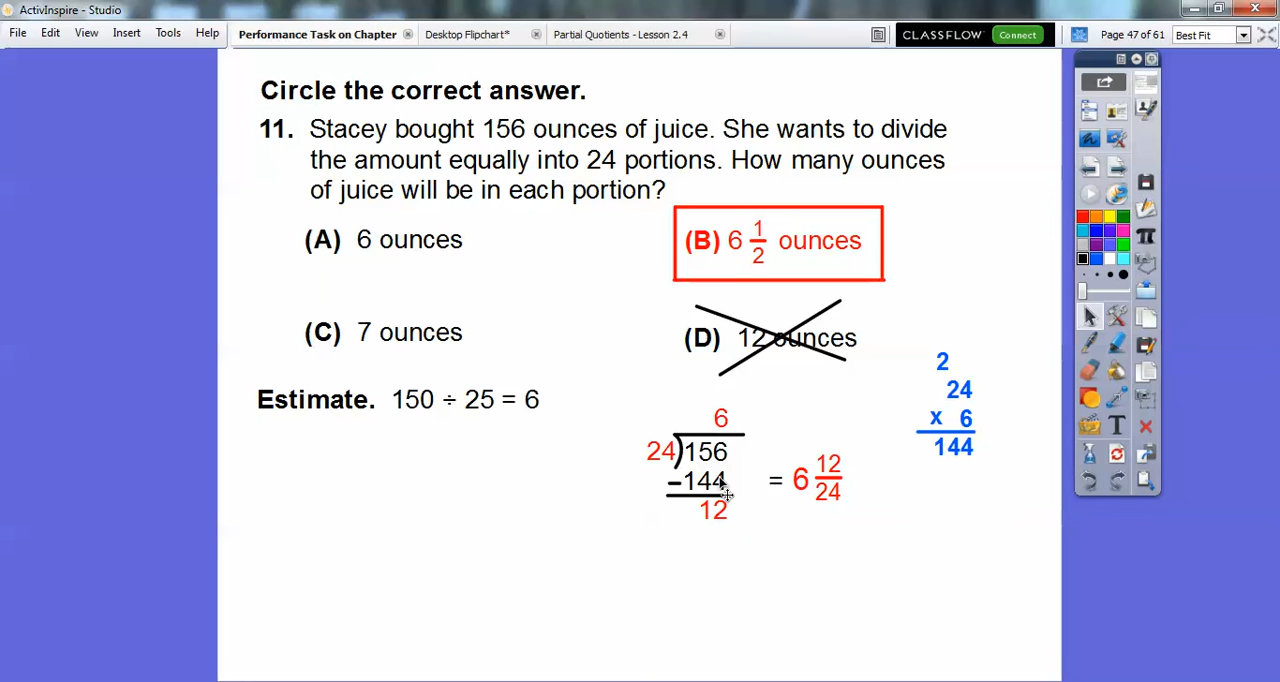 ActivInspire - Studio
File Edit View Insert Tools Help
Performance Task on Chapter Desktop Flipchart* Partial Quotients - Lesson 2.4
CLASSFLOW Connect
Page 47 of 61 Best Fit
Circle the correct answer.
11. Stacey bought 156 ounces of juice. She wants to divide
the amount equally into 24 portions. How many ounces
of juice will be in each portion?
(A) 6 ounces
(B) 6 1/2 ounces
(C) 7 ounces
(D) 12 ounces
Estimate. 150 ÷ 25 = 6
6
24)156
−144
12
= 6 12/24
2
24
x 6
144